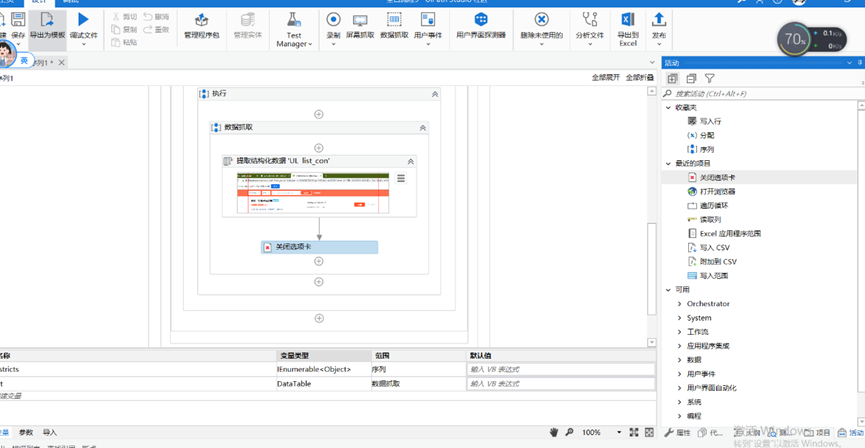 保存 导出为模板 调试文件
剪切 撤消
复制 重做
粘贴
管理程序包 管理实体 Test Manager 录制 屏幕抓取 数据抓取 用户事件 用户界面探测器 删除未使用的 分析文件 导出到 Excel 发布
70%
0.1K/s
0K/s
英
序列1
序列1
全部展开 全部折叠
执行
数据抓取
提取结构化数据 'UL list_con'
关闭选项卡
活动
搜索活动 (Ctrl+Alt+F)
收藏夹
写入行
分配
序列
最近的项目
关闭选项卡
打开浏览器
遍历循环
读取列
Excel 应用程序范围
写入 CSV
附加到 CSV
写入范围
可用
Orchestrator
System
工作流
应用程序集成
数据
用户事件
用户界面自动化
系统
编程
名称 变量类型 范围 默认值
stricts IEnumerable<Object> 序列 输入 VB 表达式
t DataTable 数据抓取 输入 VB 表达式
建变量
变量 参数 导入 100%
属性 代... 项目 活动
转到"设置"以激活 Windows。